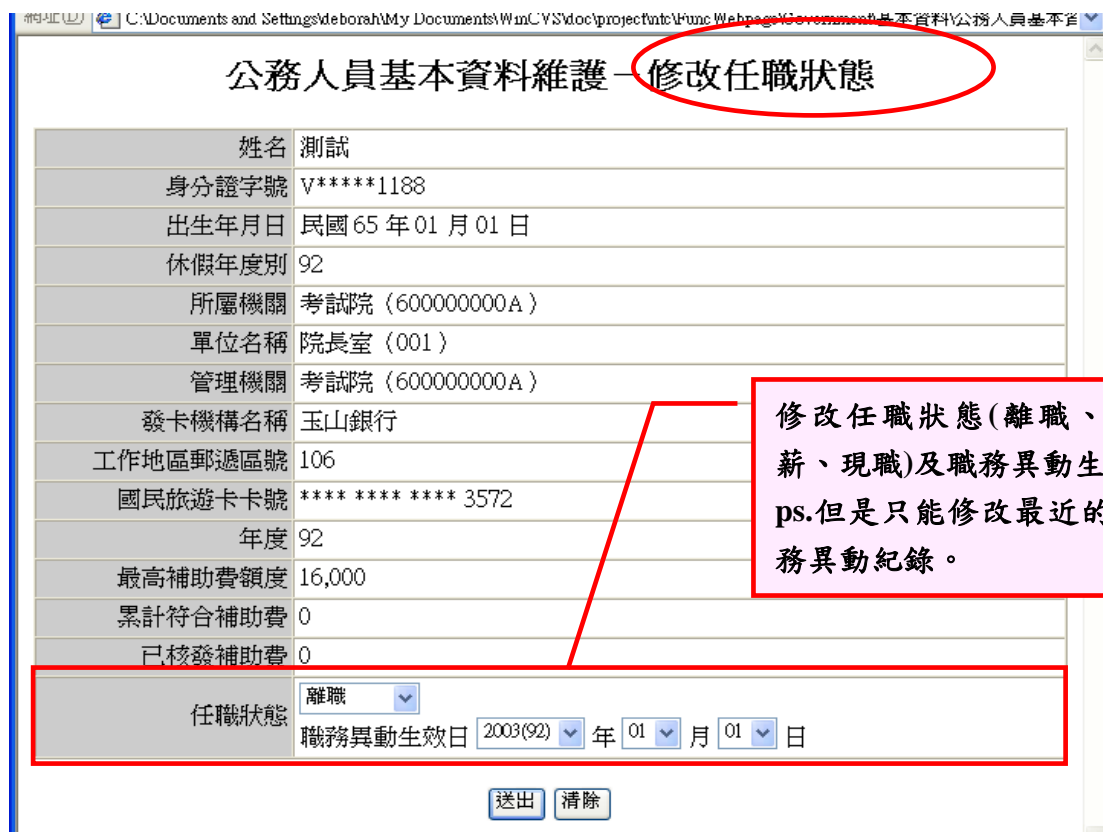 網址(D) C:\Documents and Settings\deborah\My Documents\WmCVS\doc\project\ntc\Func Webpage\Government\基本資料\公務人員基本資
公務人員基本資料維護－修改任職狀態
姓名 測試
身分證字號 V*****1188
出生年月日 民國 65 年 01 月 01 日
休假年度別 92
所屬機關 考試院（600000000A）
單位名稱 院長室（001）
管理機關 考試院（600000000A）
發卡機構名稱 玉山銀行
工作地區郵遞區號 106
國民旅遊卡卡號 **** **** **** 3572
年度 92
最高補助費額度 16,000
累計符合補助費 0
已核發補助費 0
任職狀態 離職
職務異動生效日 2003(92) 年 01 月 01 日
送出 清除
修改任職狀態(離職、
薪、現職)及職務異動生
ps.但是只能修改最近的
務異動紀錄。